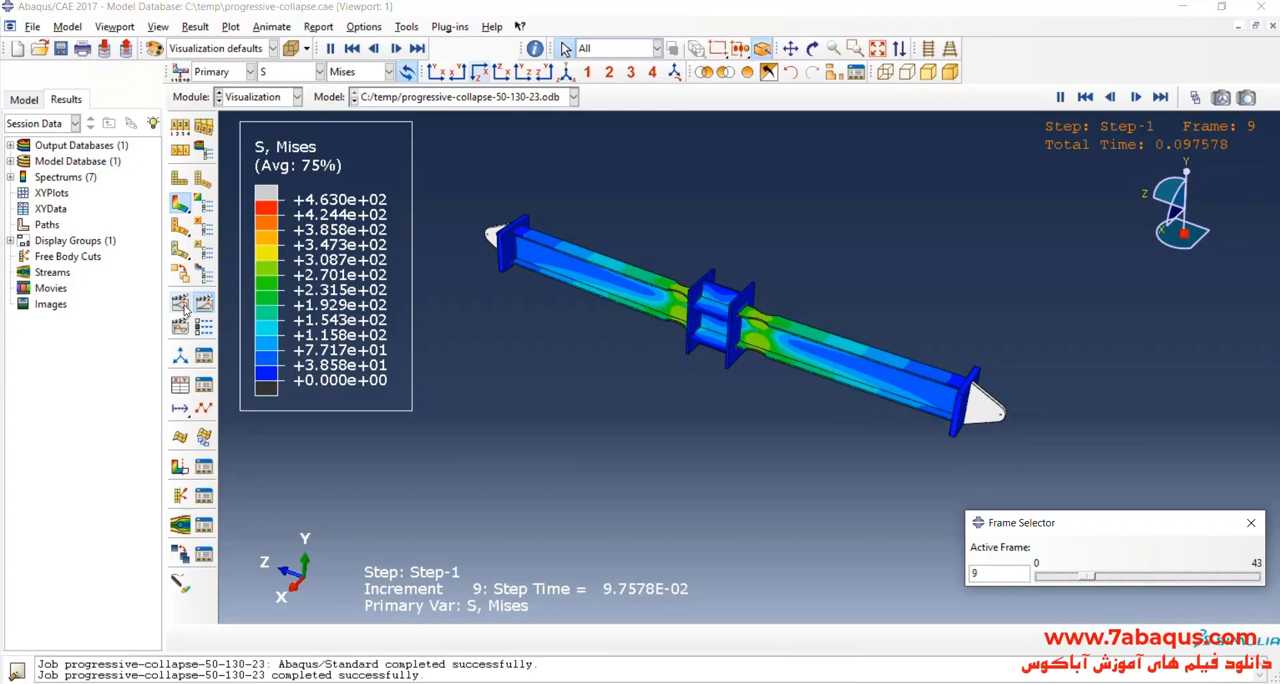 Abaqus/CAE 2017 - Model Database: C:\temp\progressive-collapse.cae [Viewport: 1]
File Model Viewport View Result Plot Animate Report Options Tools Plug-ins Help
Visualization defaults All
Primary S Mises 1 2 3 4
Model Results Module: Visualization Model: C:/temp/progressive-collapse-50-130-23.odb
Session Data
Output Databases (1)
Model Database (1)
Spectrums (7)
XYPlots
XYData
Paths
Display Groups (1)
Free Body Cuts
Streams
Movies
Images
S, Mises
(Avg: 75%)
+4.630e+02
+4.244e+02
+3.858e+02
+3.473e+02
+3.087e+02
+2.701e+02
+2.315e+02
+1.929e+02
+1.543e+02
+1.158e+02
+7.717e+01
+3.858e+01
+0.000e+00
Step: Step-1 Frame: 9
Total Time: 0.097578
Y
Z
X
Frame Selector
Active Frame:
9
0 43
Y
Z
X
Step: Step-1
Increment 9: Step Time = 9.7578E-02
Primary Var: S, Mises
www.7abaqus.com
دانلود فیلم های آموزش آباکوس
Job progressive-collapse-50-130-23: Abaqus/Standard completed successfully.
Job progressive-collapse-50-130-23 completed successfully.